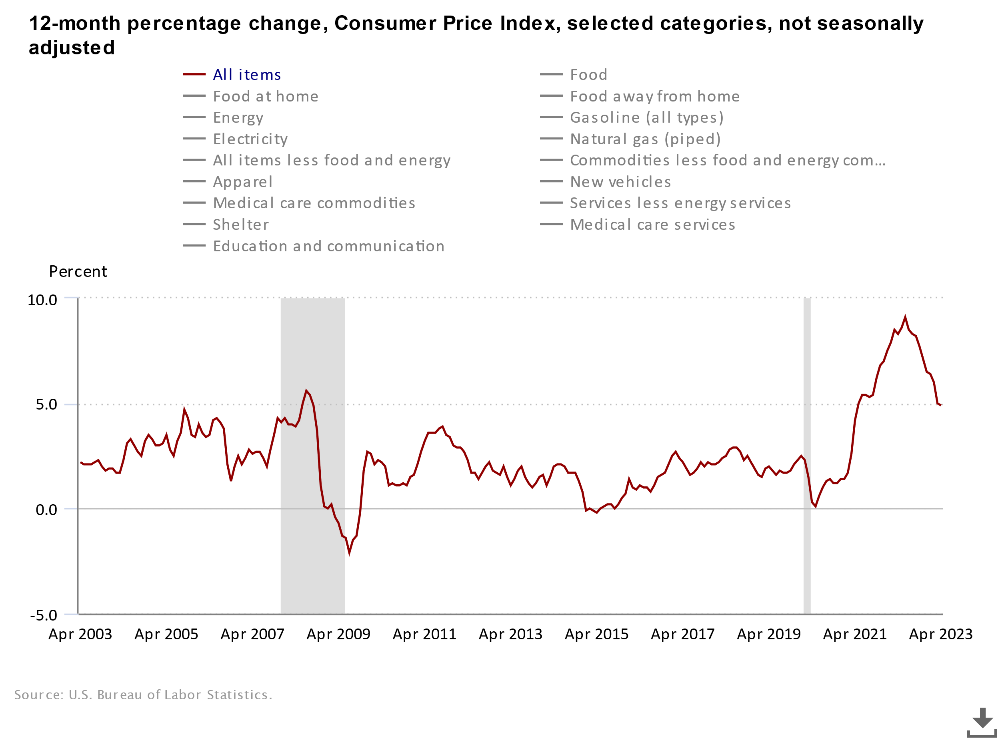 12-month percentage change, Consumer Price Index, selected categories, not seasonally
adjusted
All items
Food
Food at home
Food away from home
Energy
Gasoline (all types)
Electricity
Natural gas (piped)
All items less food and energy
Commodities less food and energy com...
Apparel
New vehicles
Medical care commodities
Services less energy services
Shelter
Medical care services
Education and communication
Percent
10.0
5.0
0.0
-5.0
Apr 2003 Apr 2005 Apr 2007 Apr 2009 Apr 2011 Apr 2013 Apr 2015 Apr 2017 Apr 2019 Apr 2021 Apr 2023
Source: U.S. Bureau of Labor Statistics.